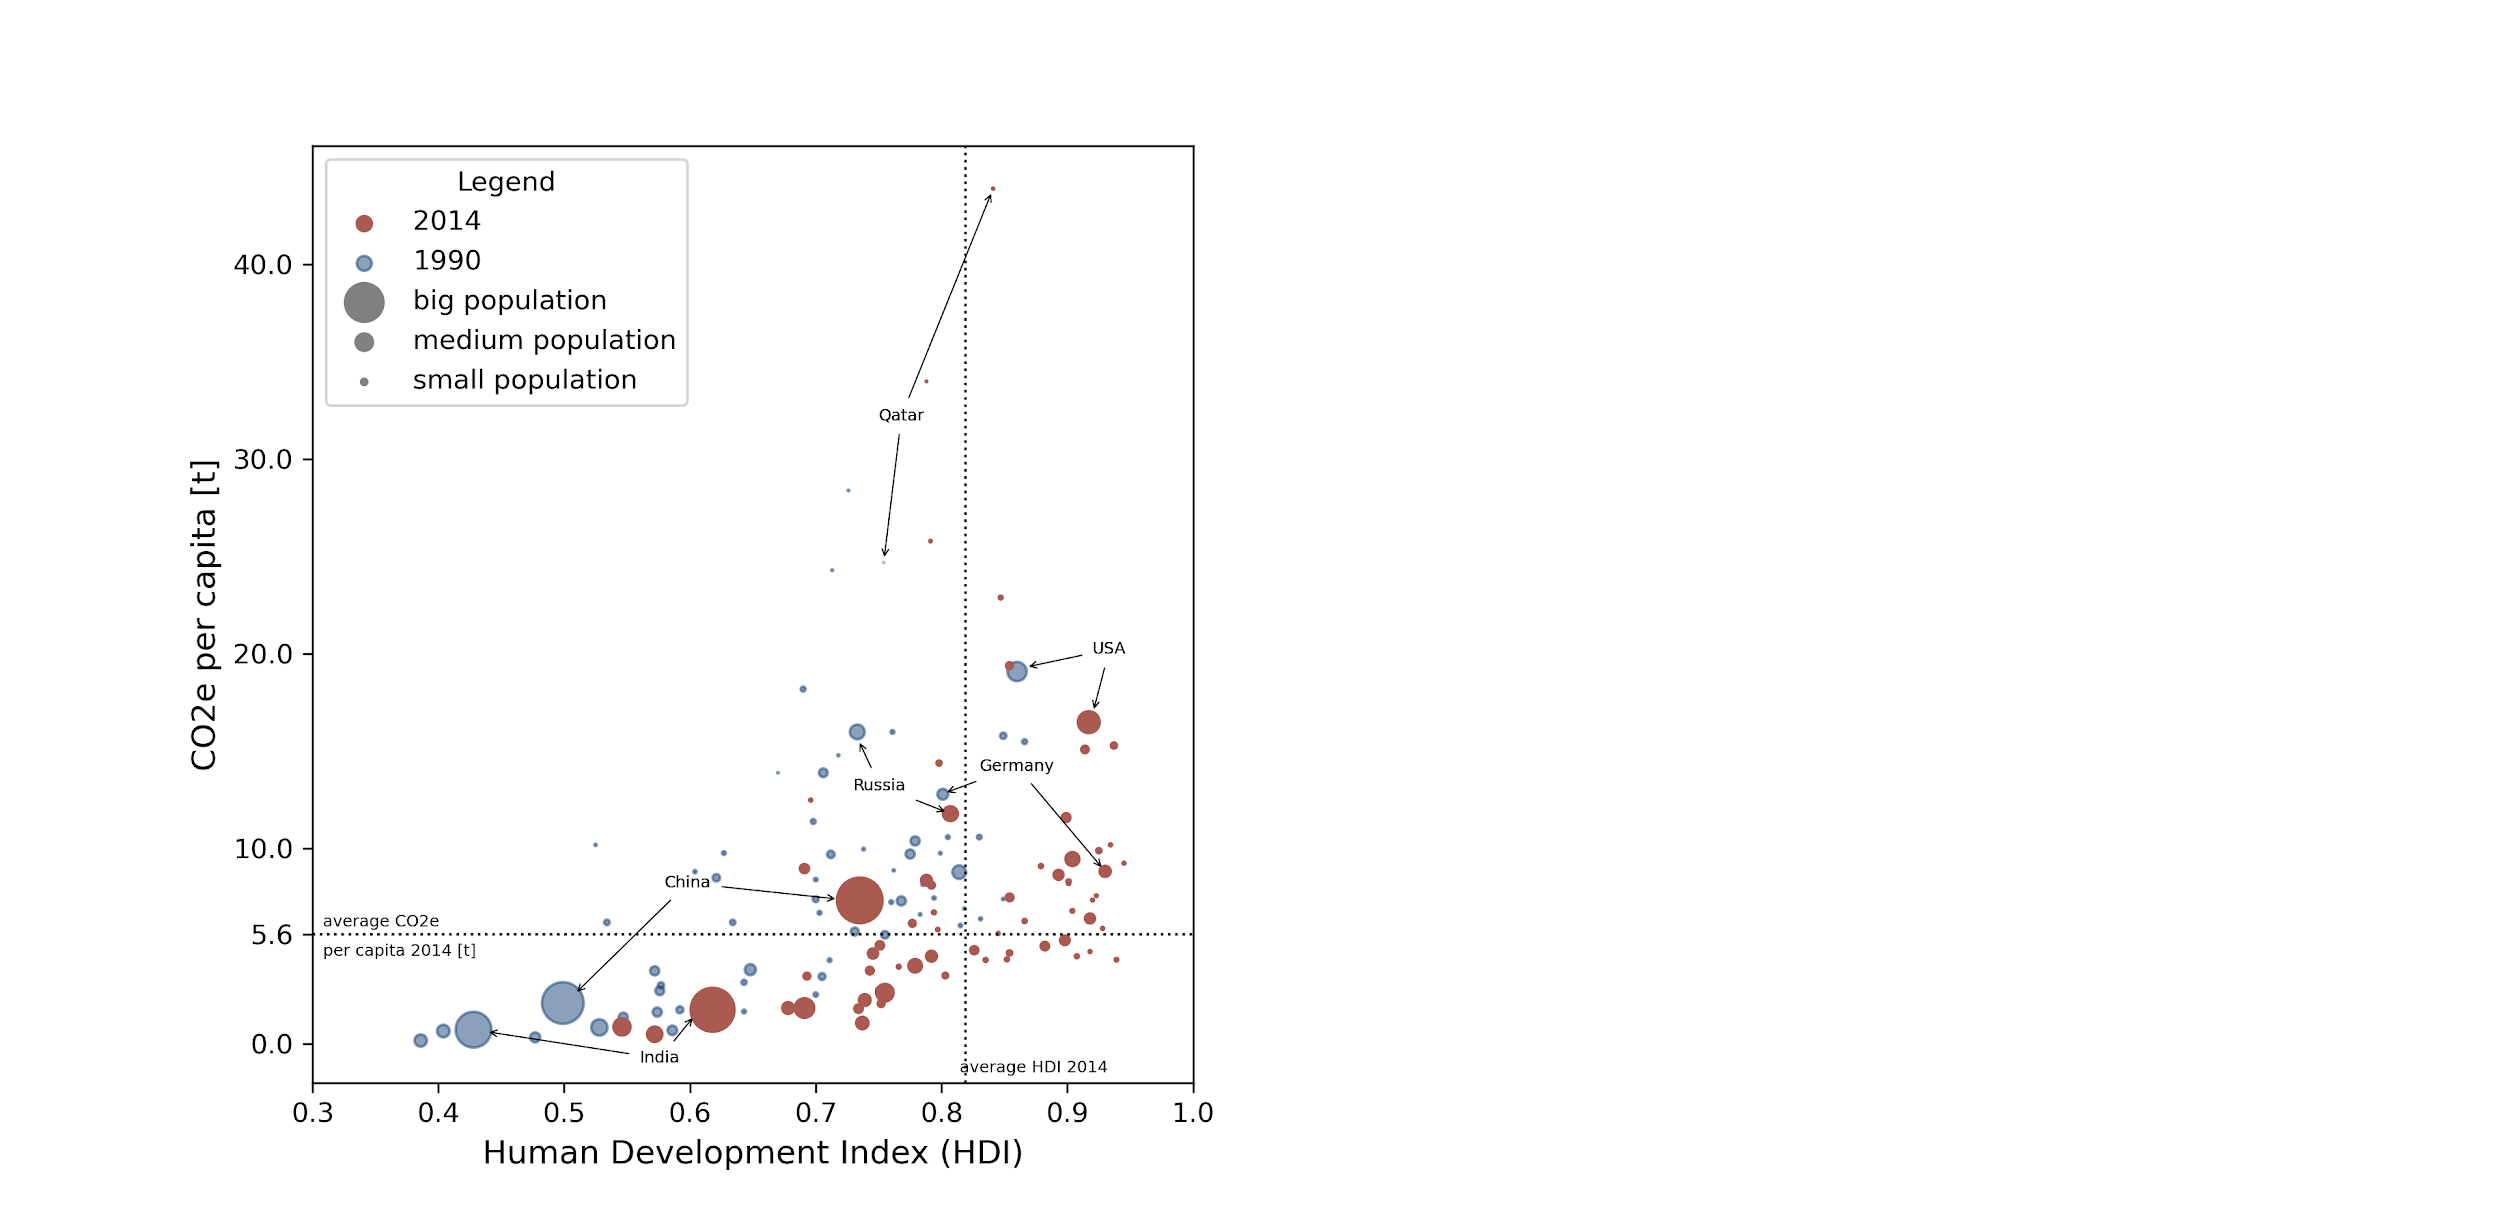 Legend
2014
1990
big population
medium population
small population
CO2e per capita [t]
40.0
30.0
20.0
10.0
5.6
0.0
Qatar
USA
Germany
Russia
China
average CO2e
per capita 2014 [t]
India
average HDI 2014
0.3 0.4 0.5 0.6 0.7 0.8 0.9 1.0
Human Development Index (HDI)